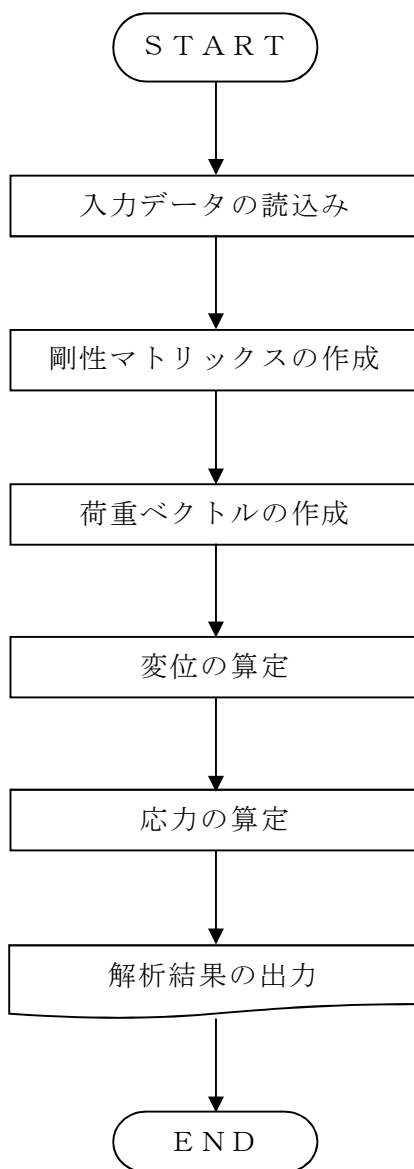 ＳＴＡＲＴ
入力データの読込み
剛性マトリックスの作成
荷重ベクトルの作成
変位の算定
応力の算定
解析結果の出力
ＥＮＤ